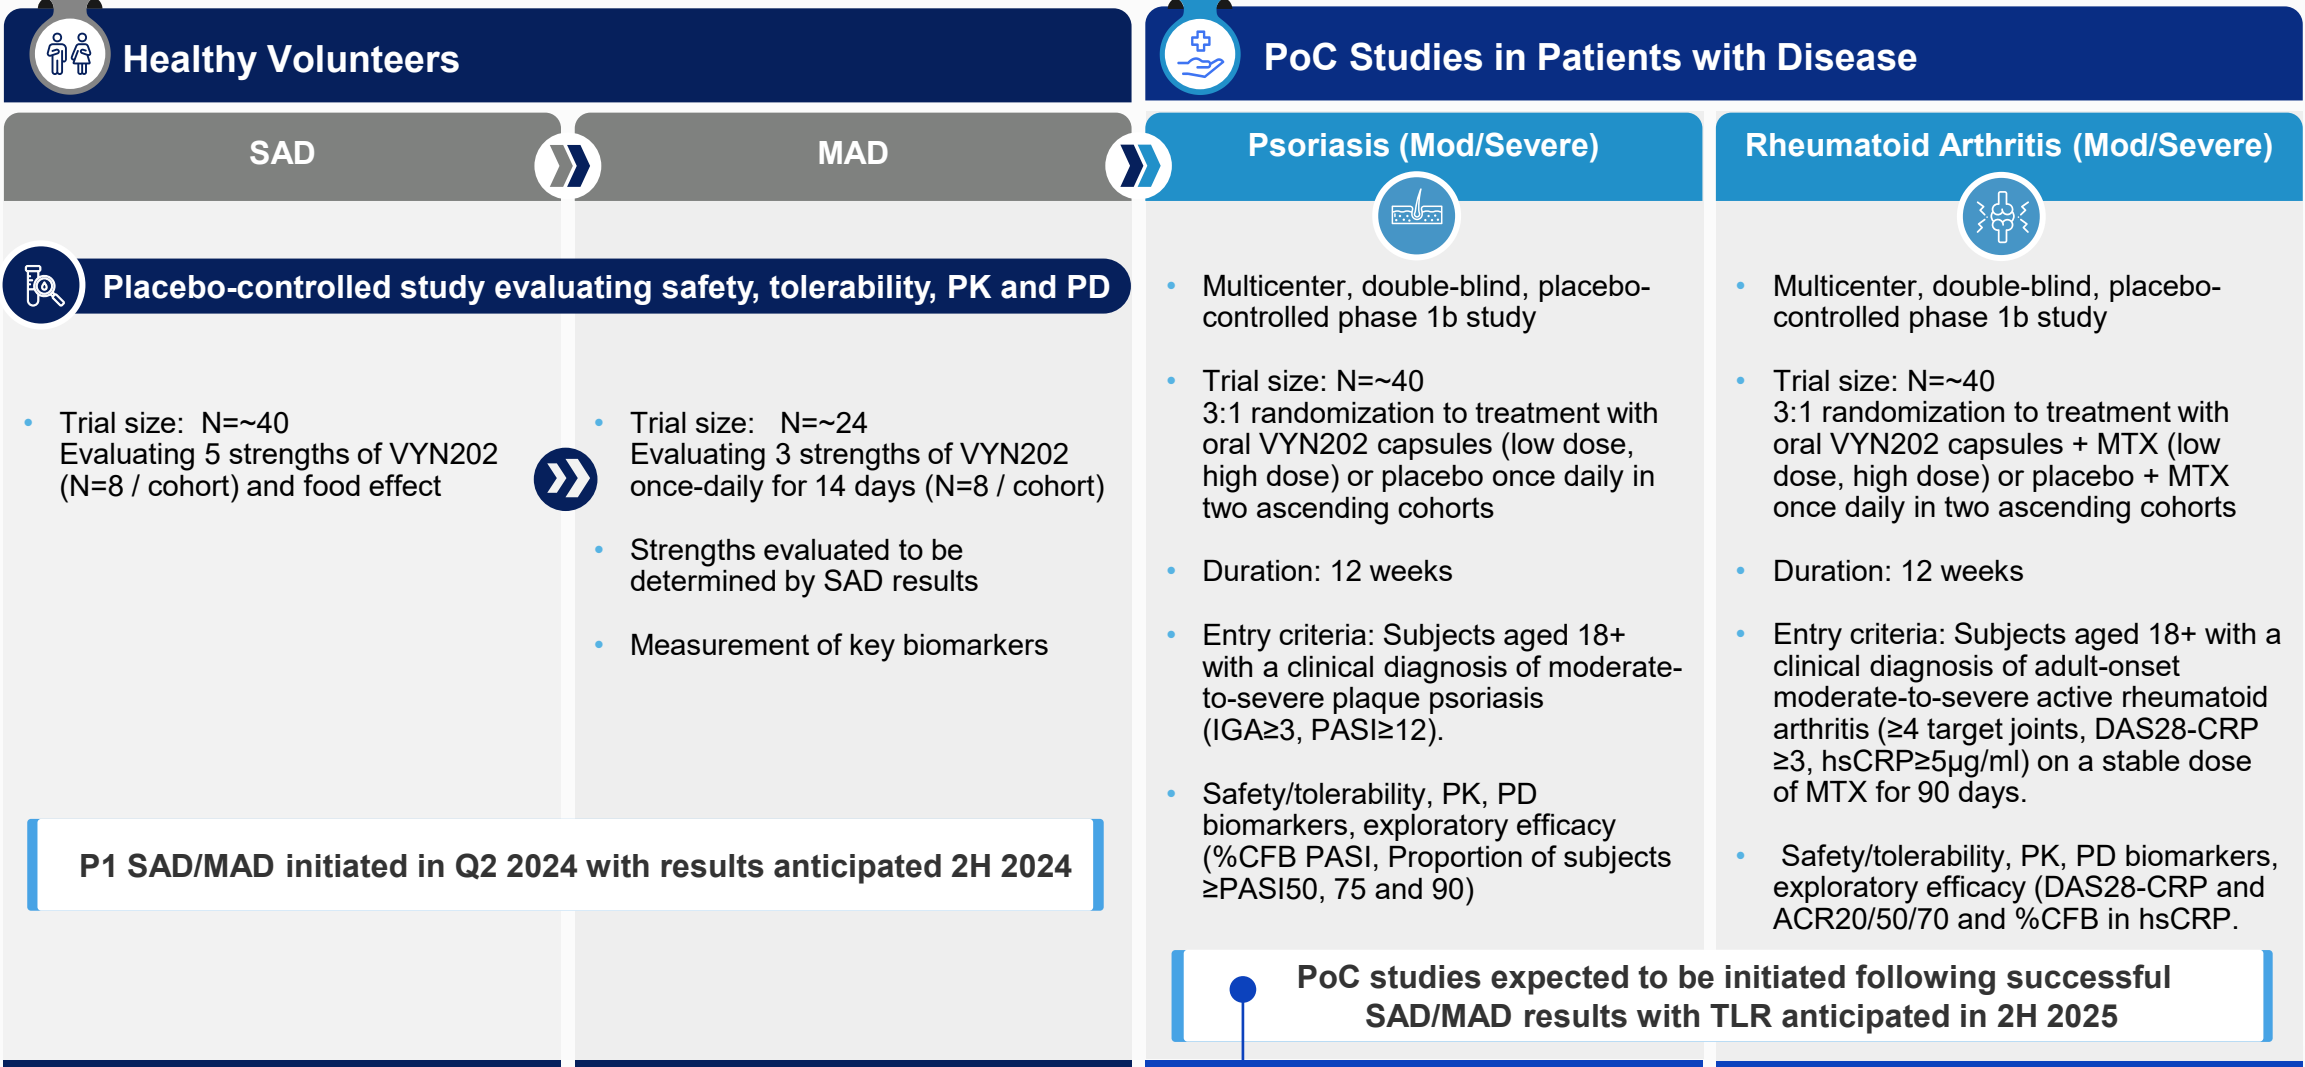 Healthy Volunteers
PoC Studies in Patients with Disease
SAD
MAD
Psoriasis (Mod/Severe)
Rheumatoid Arthritis (Mod/Severe)
Placebo-controlled study evaluating safety, tolerability, PK and PD
• Trial size: N=~40
Evaluating 5 strengths of VYN202
(N=8 / cohort) and food effect
• Trial size: N=~24
Evaluating 3 strengths of VYN202
once-daily for 14 days (N=8 / cohort)
• Strengths evaluated to be
determined by SAD results
• Measurement of key biomarkers
P1 SAD/MAD initiated in Q2 2024 with results anticipated 2H 2024
• Multicenter, double-blind, placebo-
controlled phase 1b study
• Trial size: N=~40
3:1 randomization to treatment with
oral VYN202 capsules (low dose,
high dose) or placebo once daily in
two ascending cohorts
• Duration: 12 weeks
• Entry criteria: Subjects aged 18+
with a clinical diagnosis of moderate-
to-severe plaque psoriasis
(IGA≥3, PASI≥12).
• Safety/tolerability, PK, PD
biomarkers, exploratory efficacy
(%CFB PASI, Proportion of subjects
≥PASI50, 75 and 90)
• Multicenter, double-blind, placebo-
controlled phase 1b study
• Trial size: N=~40
3:1 randomization to treatment with
oral VYN202 capsules + MTX (low
dose, high dose) or placebo + MTX
once daily in two ascending cohorts
• Duration: 12 weeks
• Entry criteria: Subjects aged 18+ with a
clinical diagnosis of adult-onset
moderate-to-severe active rheumatoid
arthritis (≥4 target joints, DAS28-CRP
≥3, hsCRP≥5µg/ml) on a stable dose
of MTX for 90 days.
• Safety/tolerability, PK, PD biomarkers,
exploratory efficacy (DAS28-CRP and
ACR20/50/70 and %CFB in hsCRP.
PoC studies expected to be initiated following successful
SAD/MAD results with TLR anticipated in 2H 2025